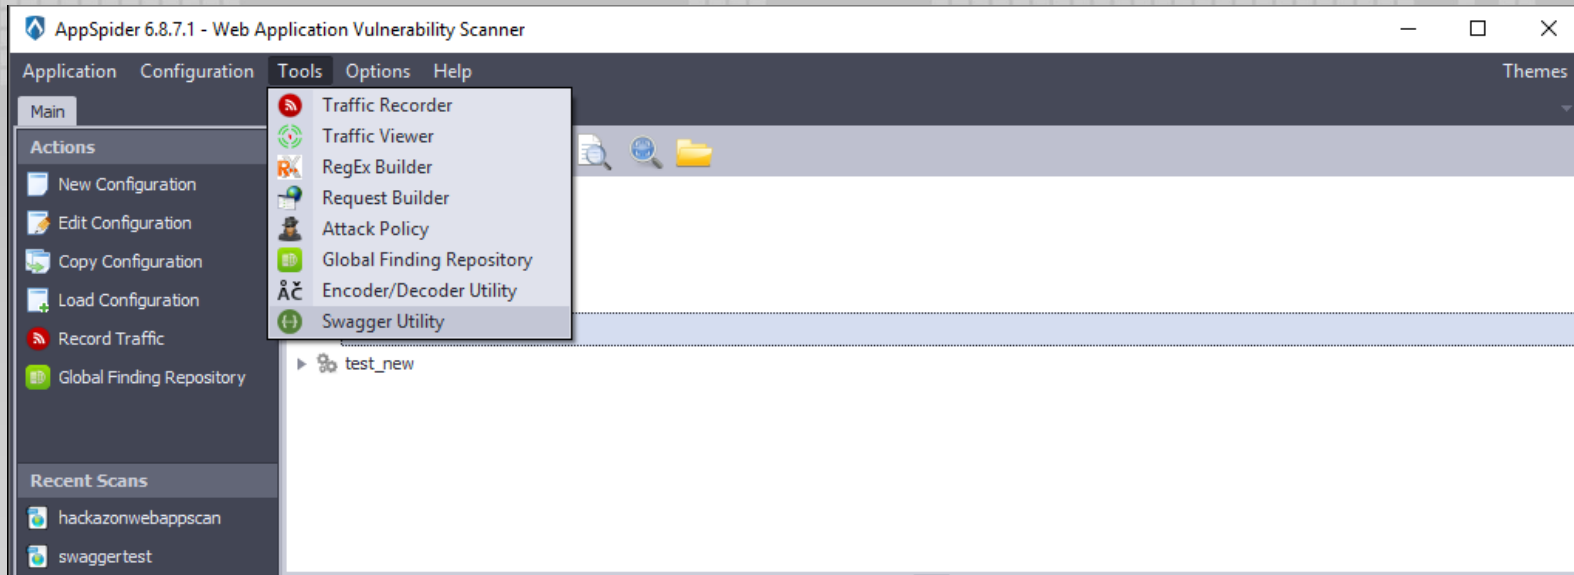 AppSpider 6.8.7.1 - Web Application Vulnerability Scanner
Application Configuration Tools Options Help Themes
Main
Traffic Recorder
Traffic Viewer
RegEx Builder
Request Builder
Attack Policy
Global Finding Repository
Encoder/Decoder Utility
Swagger Utility
Actions
New Configuration
Edit Configuration
Copy Configuration
Load Configuration
Record Traffic
Global Finding Repository
test_new
Recent Scans
hackazonwebappscan
swaggertest